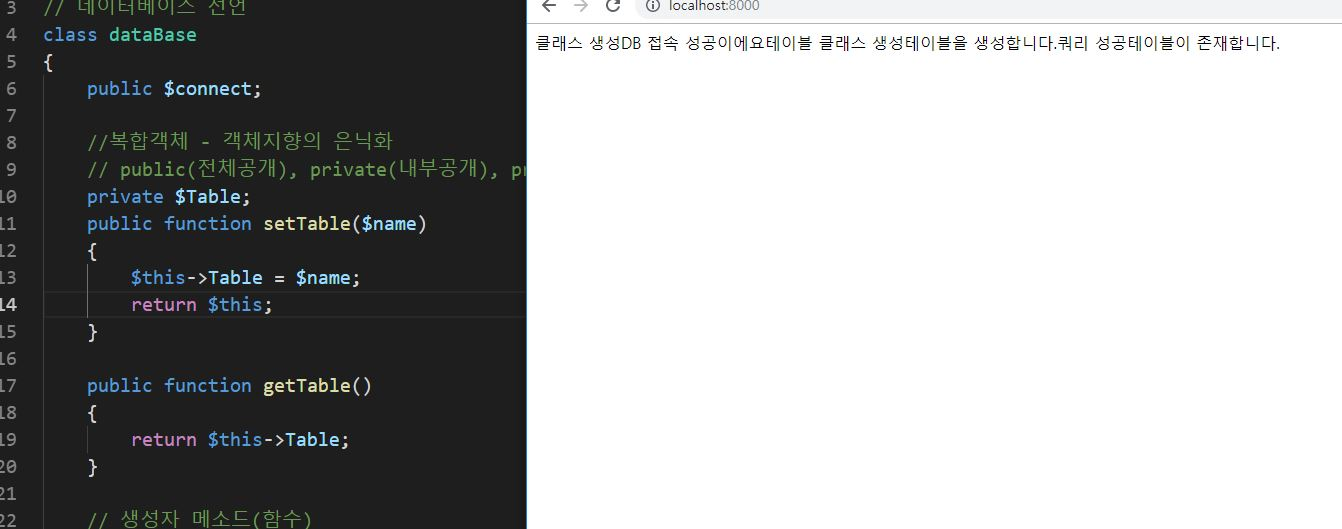 3 // 데이터베이스 선언
4 class dataBase
5 {
6 public $connect;
7
8 //복합객체 - 객체지향의 은닉화
9 // public(전체공개), private(내부공개),
10 private $Table;
11 public function setTable($name)
12 {
13 $this->Table = $name;
14 return $this;
15 }
16
17 public function getTable()
18 {
19 return $this->Table;
20 }
21
22 // 생성자 메소드(함수)
localhost:8000
클래스 생성DB 접속 성공이에요테이블 클래스 생성테이블을 생성합니다.쿼리 성공테이블이 존재합니다.